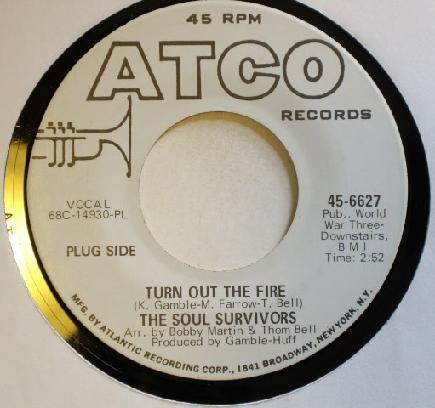 45 RPM
ATCO
RECORDS
VOCAL
68C-14930-PL
PLUG SIDE
45-6627
Pub., World
War Three-
Downstairs,
BMI
Time: 2:52
TURN OUT THE FIRE
(K. Gamble-M. Farrow-T. Bell)
THE SOUL SURVIVORS
Arr. by Bobby Martin & Thom Bell
Produced by Gamble-Huff
MFG. BY ATLANTIC RECORDING CORP., 1841 BROADWAY, NEW YORK, N.Y.